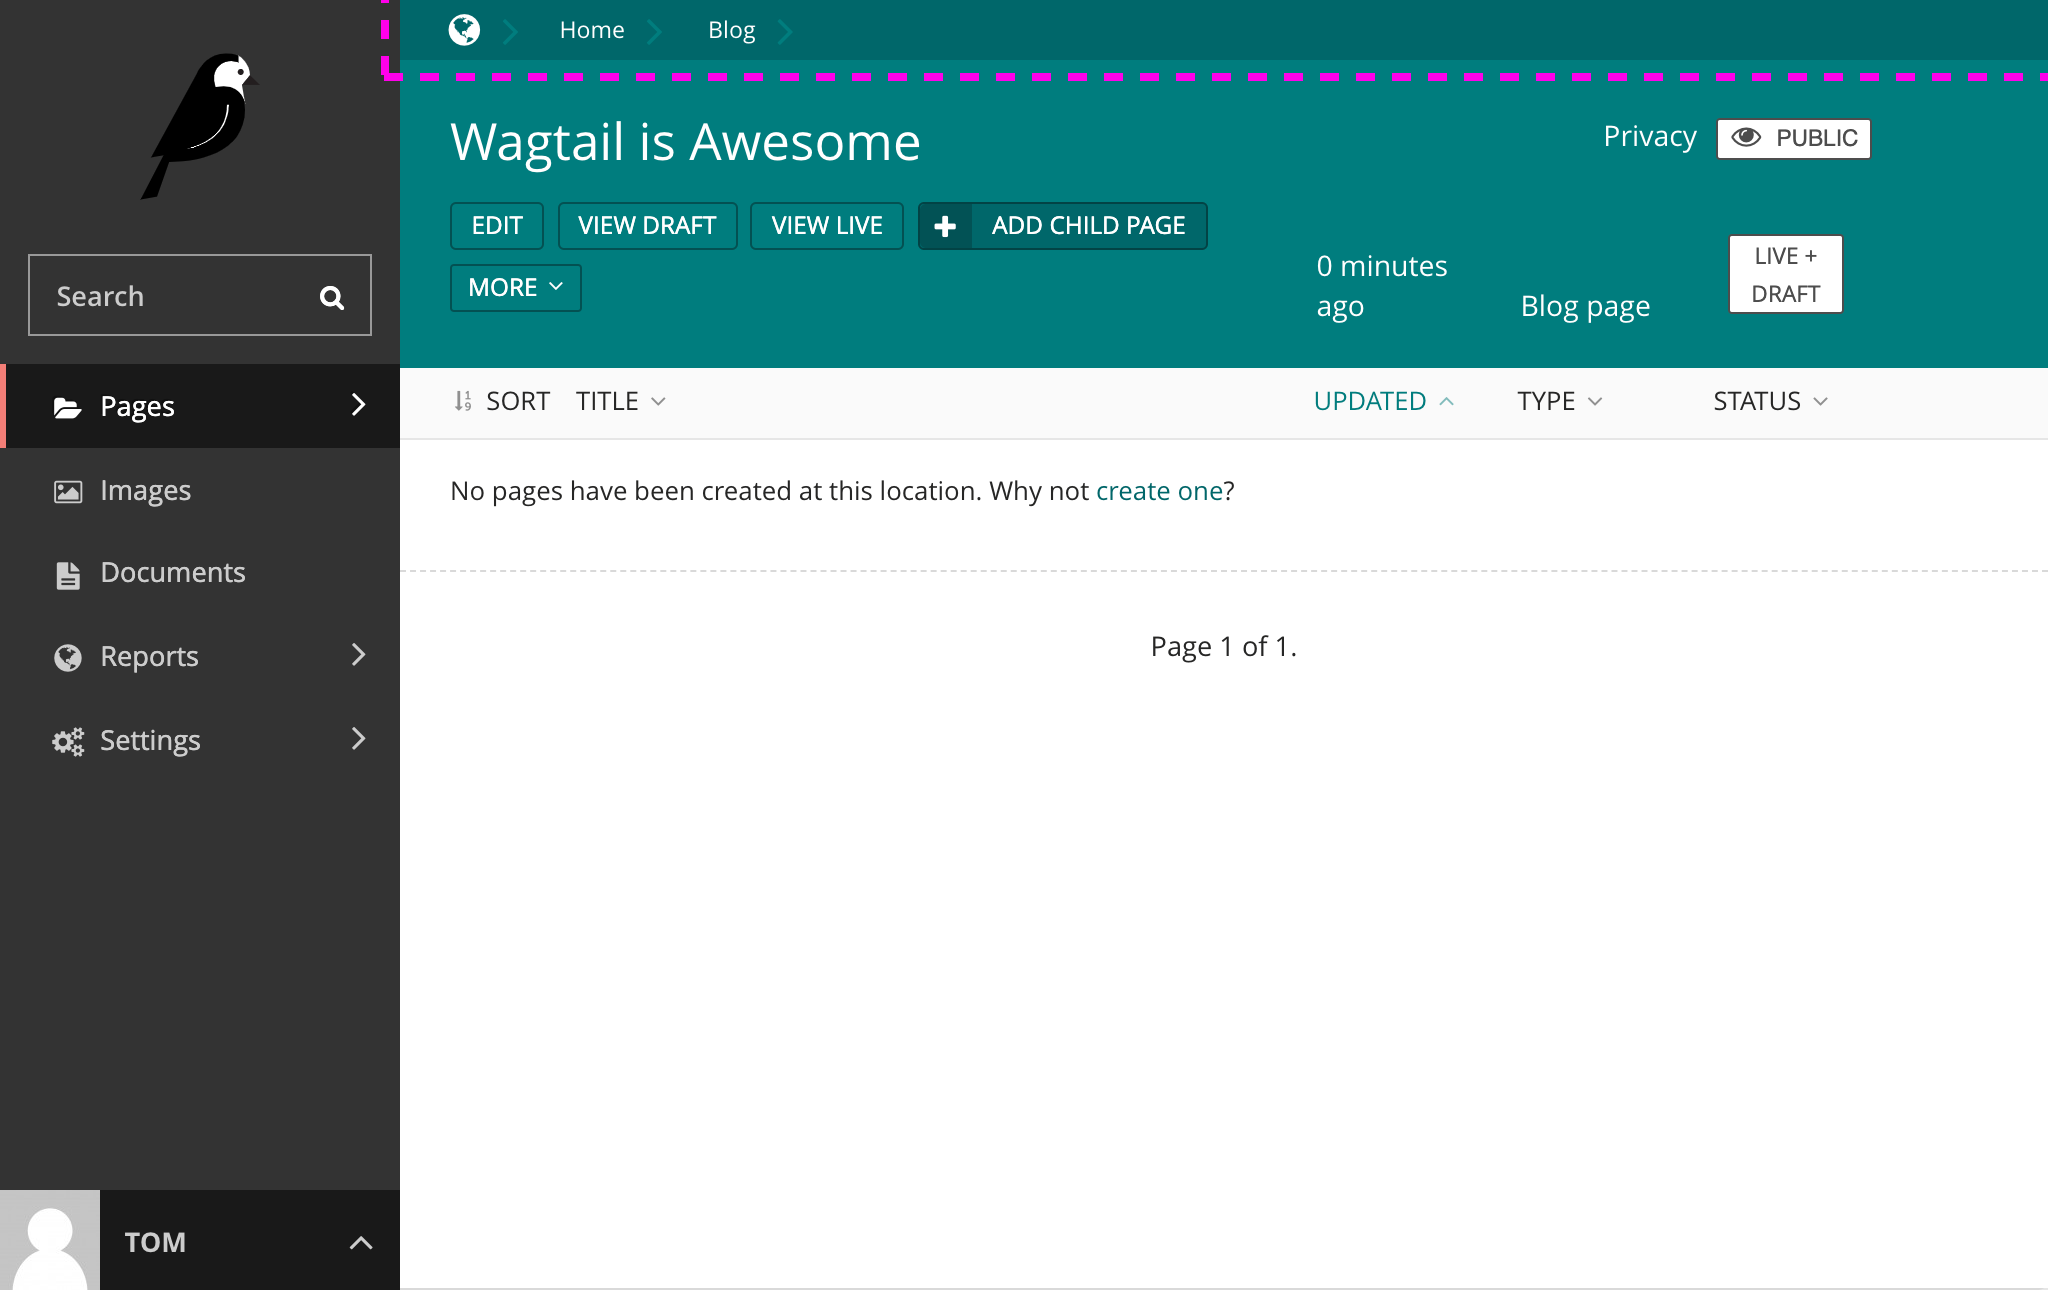 Home
Blog
Wagtail is Awesome
Privacy
PUBLIC
EDIT
VIEW DRAFT
VIEW LIVE
ADD CHILD PAGE
MORE
0 minutes
ago
Blog page
LIVE +
DRAFT
Search
Pages
Images
Documents
Reports
Settings
TOM
SORT
TITLE
UPDATED
TYPE
STATUS
No pages have been created at this location. Why not create one?
Page 1 of 1.